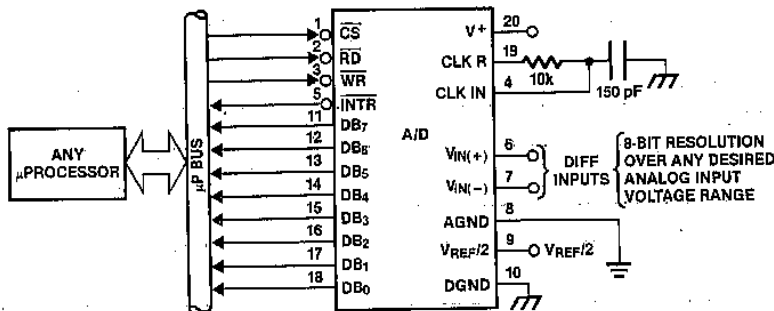 ANY
µPROCESSOR
µP BUS
1 CS
2 RD
3 WR
5 INTR
11 DB7
12 DB6
13 DB5
14 DB4
15 DB3
16 DB2
17 DB1
18 DB0
A/D
V+ 20
CLK R 19
10k
CLK IN 4
150 pF
VIN(+) 6
VIN(−) 7
DIFF
INPUTS
8-BIT RESOLUTION
OVER ANY DESIRED
ANALOG INPUT
VOLTAGE RANGE
AGND 8
VREF/2 9 VREF/2
DGND 10